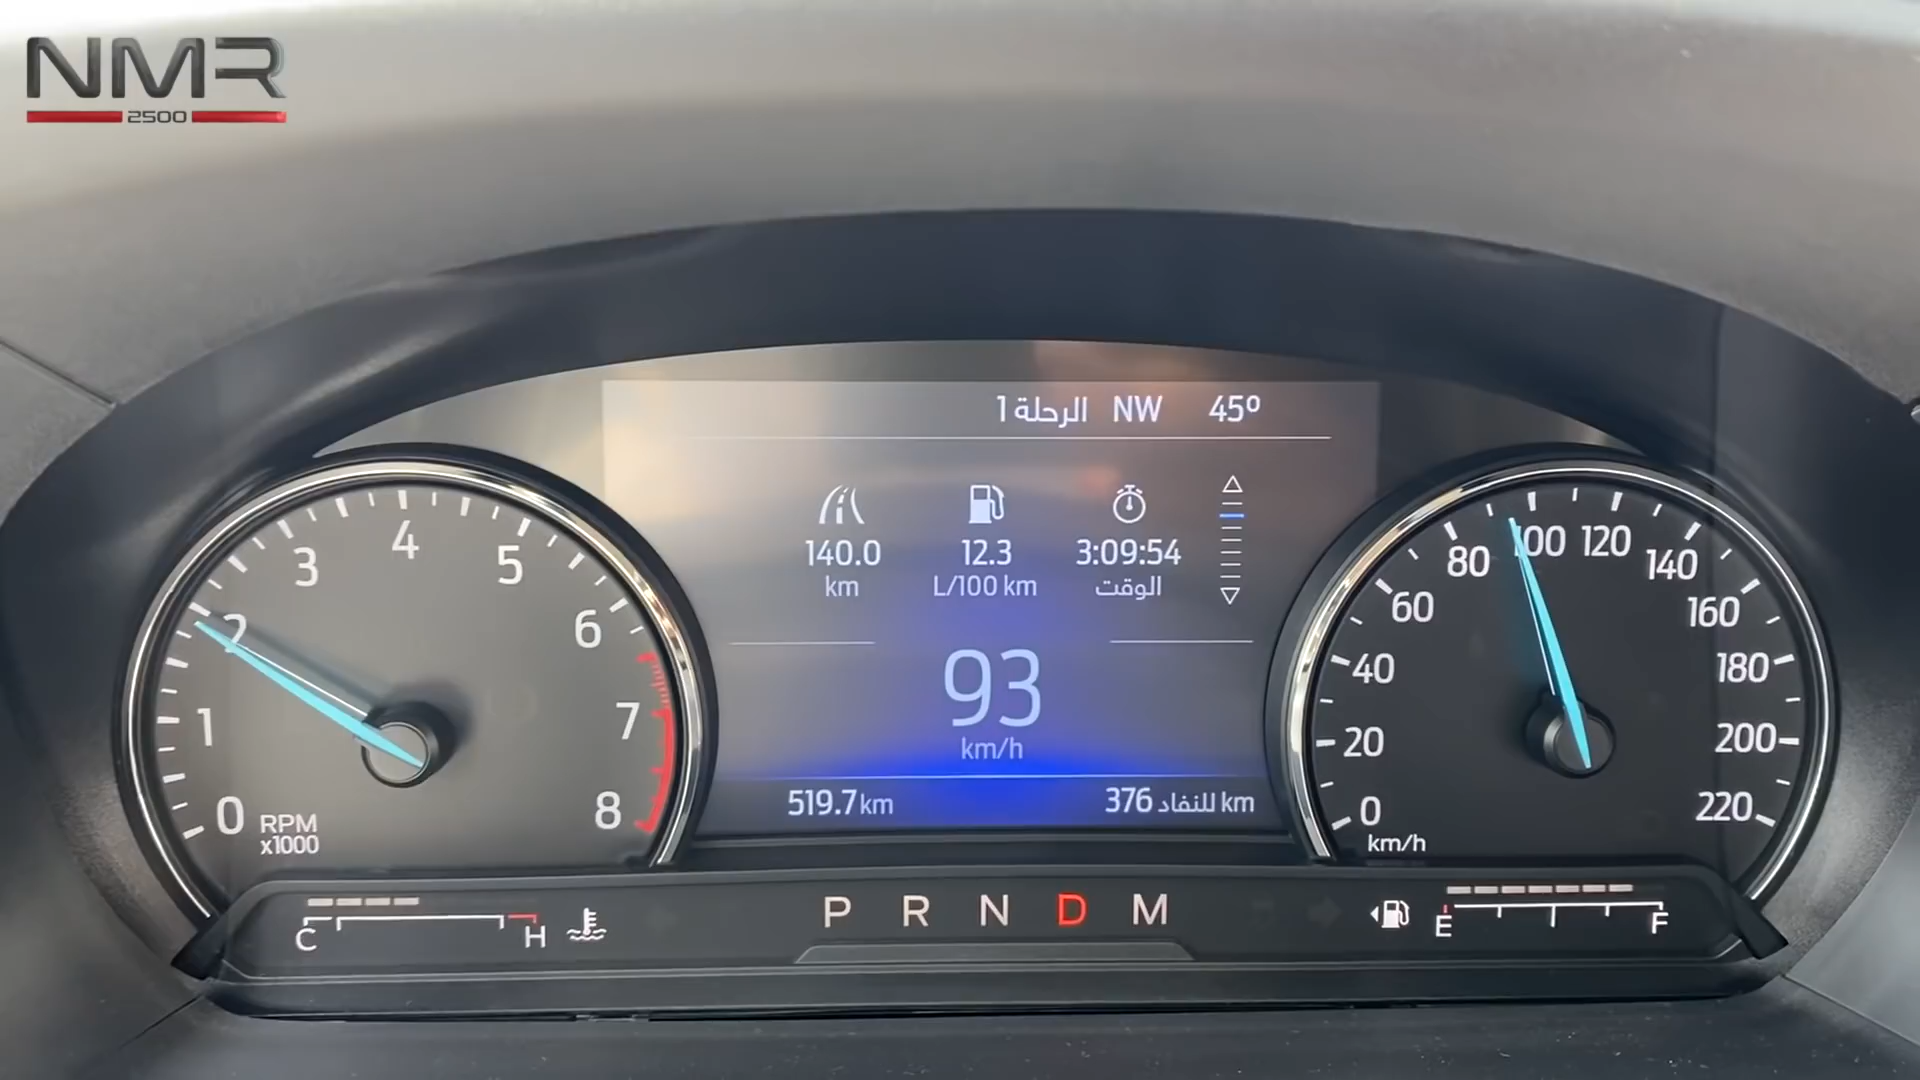 NMR
2500
الرحلة 1 NW 45º
140.0 12.3 3:09:54
km L/100 km الوقت
93
km/h
519.7 km 376 للنفاد km
0 1 2 3 4 5 6 7 8
RPM
x1000
0 20 40 60 80 100 120 140 160 180 200 220
km/h
C H
P R N D M
E F